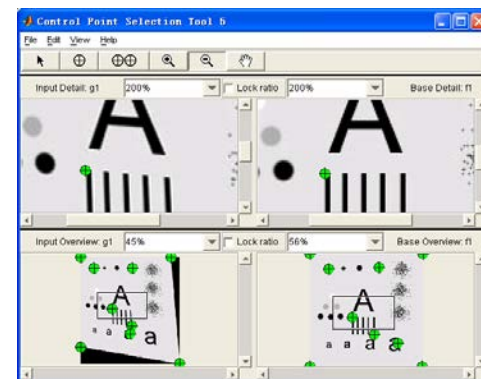 Control Point Selection Tool 5
File Edit View Help
Input Detail: g1 200% Lock ratio 200% Base Detail: f1
A A
Input Overview: g1 45% Lock ratio 56% Base Overview: f1
A A
a a a a a a a a